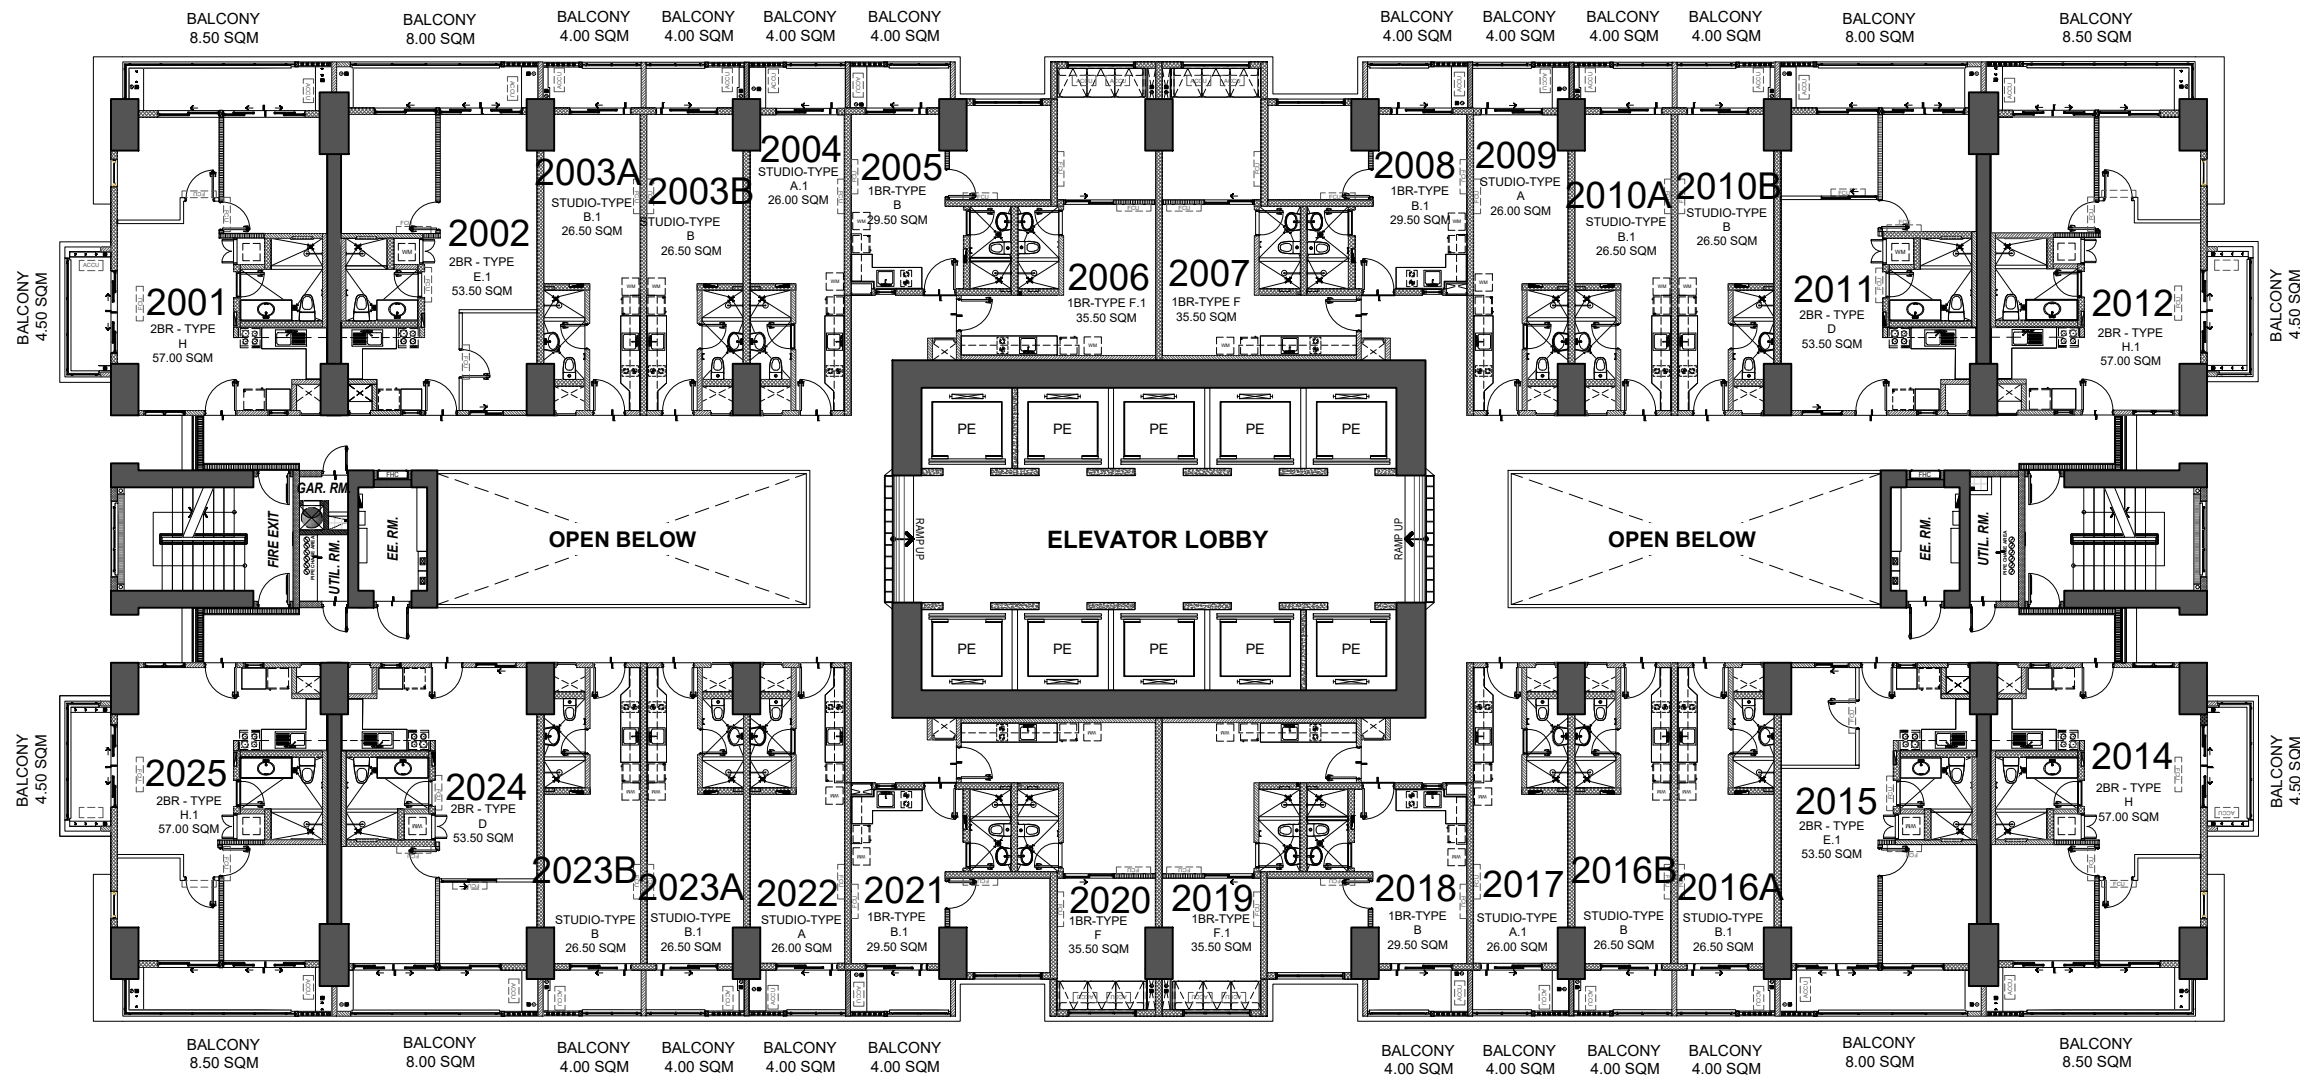 BALCONY
8.50 SQM
BALCONY
8.00 SQM
BALCONY
4.00 SQM
BALCONY
4.00 SQM
BALCONY
4.00 SQM
BALCONY
4.00 SQM
BALCONY
4.00 SQM
BALCONY
4.00 SQM
BALCONY
4.00 SQM
BALCONY
4.00 SQM
BALCONY
8.00 SQM
BALCONY
8.50 SQM
BALCONY
4.50 SQM
2001
2BR - TYPE
H
57.00 SQM
2002
2BR - TYPE
E.1
53.50 SQM
2003A
STUDIO-TYPE
B.1
26.50 SQM
2003B
STUDIO-TYPE
B
26.50 SQM
2004
STUDIO-TYPE
A.1
26.00 SQM
2005
1BR-TYPE
B
29.50 SQM
2006
1BR-TYPE F.1
35.50 SQM
2007
1BR-TYPE F
35.50 SQM
2008
1BR-TYPE
B.1
29.50 SQM
2009
STUDIO-TYPE
A
26.00 SQM
2010A
STUDIO-TYPE
B.1
26.50 SQM
2010B
STUDIO-TYPE
B
26.50 SQM
2011
2BR - TYPE
D
53.50 SQM
2012
2BR - TYPE
H.1
57.00 SQM
BALCONY
4.50 SQM
PE
PE
PE
PE
PE
FIRE EXIT
GAR. RM.
UTIL. RM.
FHC
EE. RM.
OPEN BELOW
RAMP UP
ELEVATOR LOBBY
RAMP UP
OPEN BELOW
FHC
EE. RM.
UTIL. RM.
PE
PE
PE
PE
PE
BALCONY
4.50 SQM
2025
2BR - TYPE
H.1
57.00 SQM
2024
2BR - TYPE
D
53.50 SQM
2023B
STUDIO-TYPE
B
26.50 SQM
2023A
STUDIO-TYPE
B.1
26.50 SQM
2022
STUDIO-TYPE
A
26.00 SQM
2021
1BR-TYPE
B.1
29.50 SQM
2020
1BR-TYPE
F
35.50 SQM
2019
1BR-TYPE
F.1
35.50 SQM
2018
1BR-TYPE
B
29.50 SQM
2017
STUDIO-TYPE
A.1
26.00 SQM
2016B
STUDIO-TYPE
B
26.50 SQM
2016A
STUDIO-TYPE
B.1
26.50 SQM
2015
2BR - TYPE
E.1
53.50 SQM
2014
2BR - TYPE
H
57.00 SQM
BALCONY
4.50 SQM
BALCONY
8.50 SQM
BALCONY
8.00 SQM
BALCONY
4.00 SQM
BALCONY
4.00 SQM
BALCONY
4.00 SQM
BALCONY
4.00 SQM
BALCONY
4.00 SQM
BALCONY
4.00 SQM
BALCONY
4.00 SQM
BALCONY
4.00 SQM
BALCONY
8.00 SQM
BALCONY
8.50 SQM